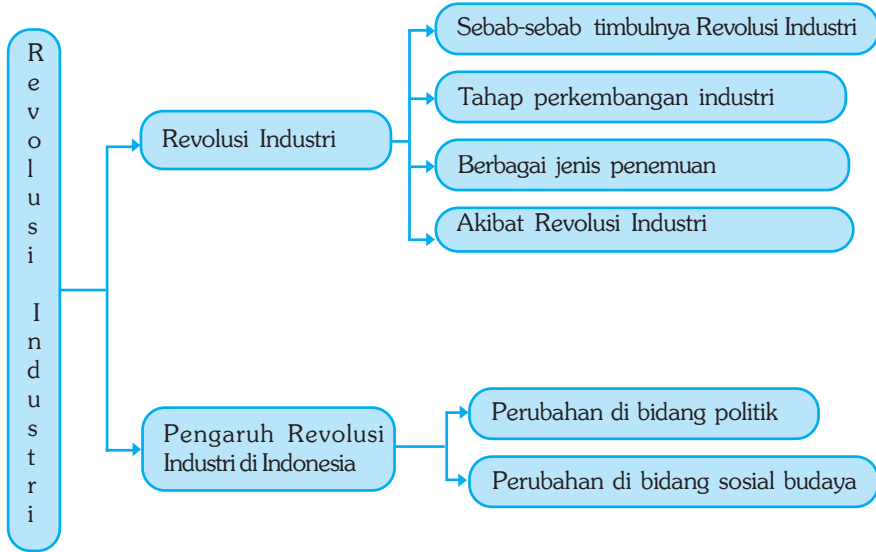 Revolusi Industri
Revolusi Industri
Sebab-sebab timbulnya Revolusi Industri
Tahap perkembangan industri
Berbagai jenis penemuan
Akibat Revolusi Industri
Pengaruh Revolusi
Industri di Indonesia
Perubahan di bidang politik
Perubahan di bidang sosial budaya